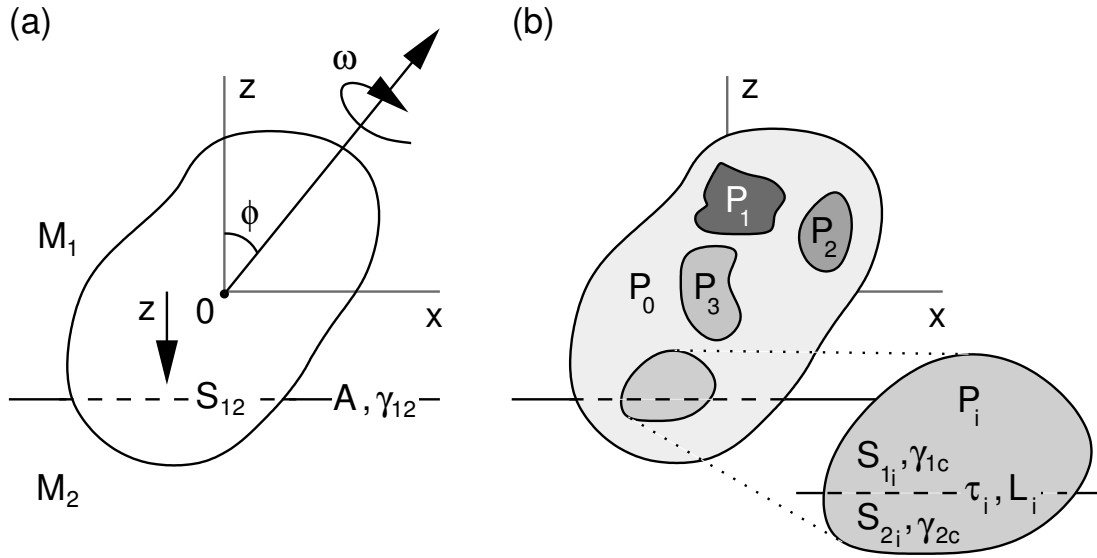 (a)
ω
z
ϕ
M₁
z
0
x
S₁₂
A, γ₁₂
M₂
(b)
z
P₁
P₂
P₀
P₃
x
Pᵢ
S₁ᵢ, γ₁c
τᵢ, Lᵢ
S₂ᵢ, γ₂c